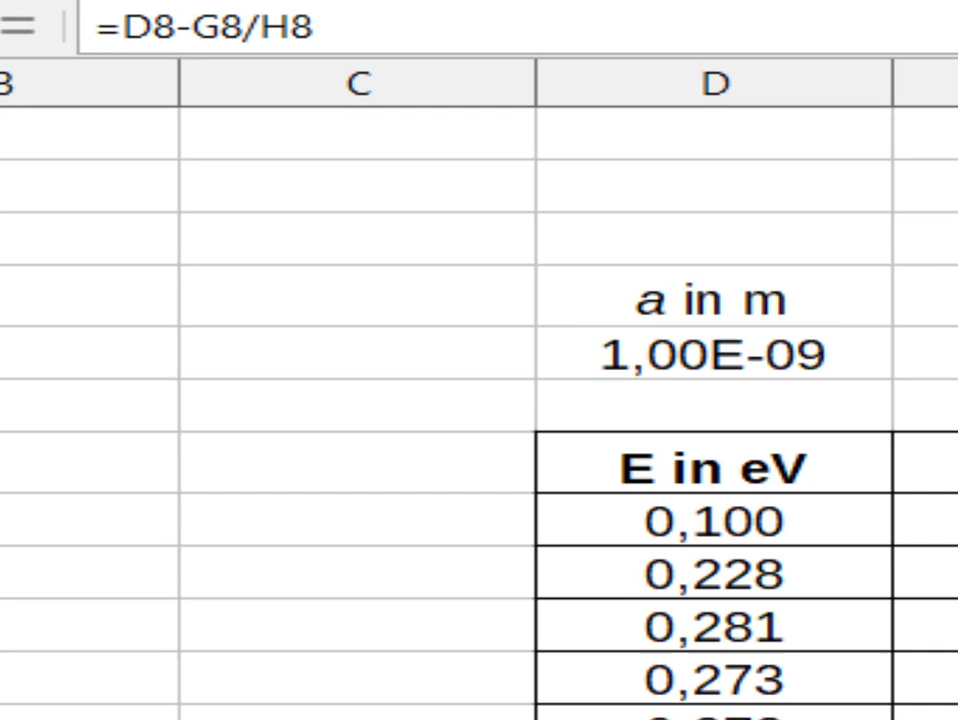 =D8-G8/H8
C D
a in m
1,00E-09
E in eV
0,100
0,228
0,281
0,273